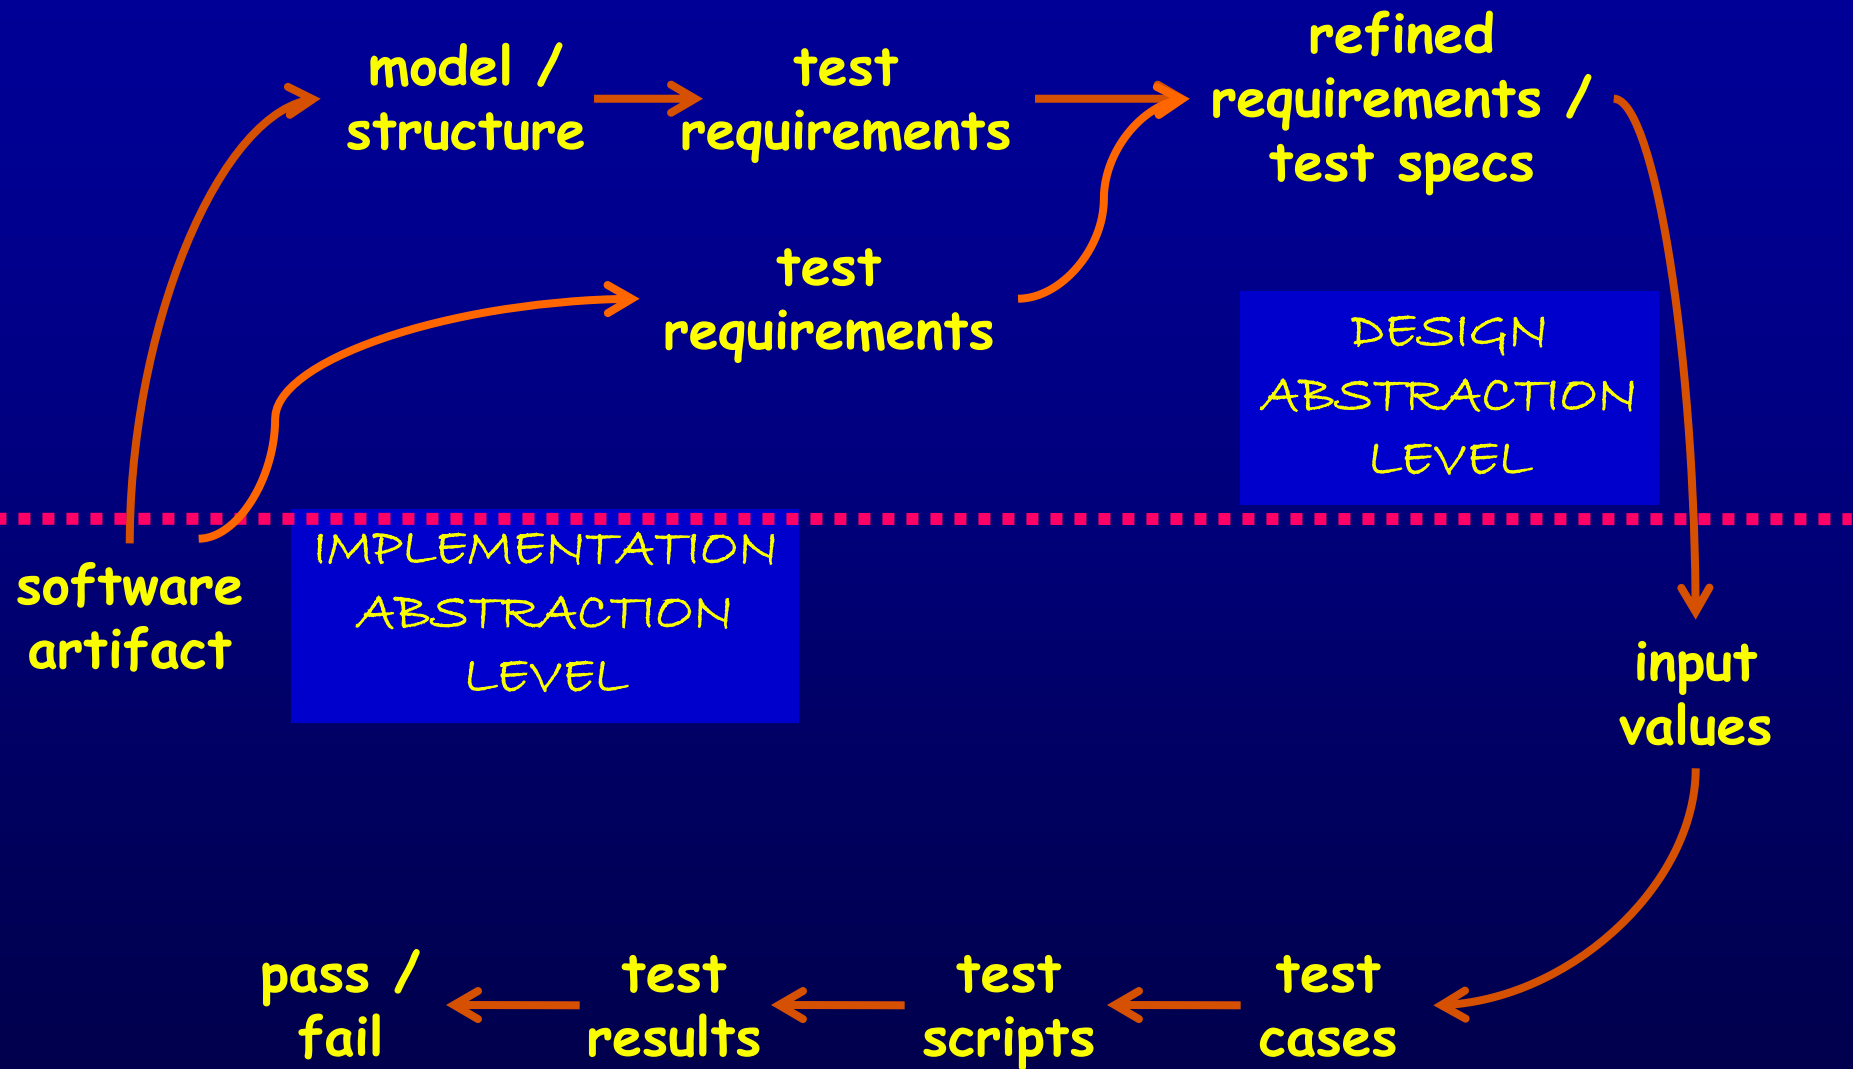 model /
structure
test
requirements
refined
requirements /
test specs
test
requirements
DESIGN
ABSTRACTION
LEVEL
IMPLEMENTATION
ABSTRACTION
LEVEL
software
artifact
input
values
pass /
fail
test
results
test
scripts
test
cases